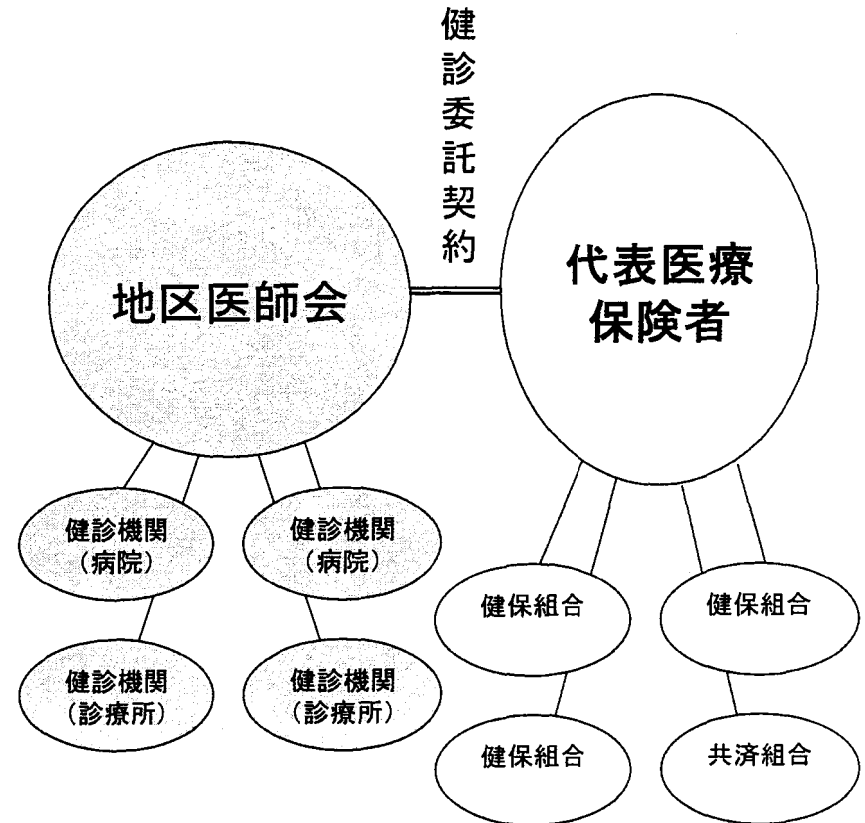 健診委託契約
地区医師会
代表医療
保険者
健診機関
(病院)
健診機関
(病院)
健診機関
(診療所)
健診機関
(診療所)
健保組合
健保組合
健保組合
共済組合